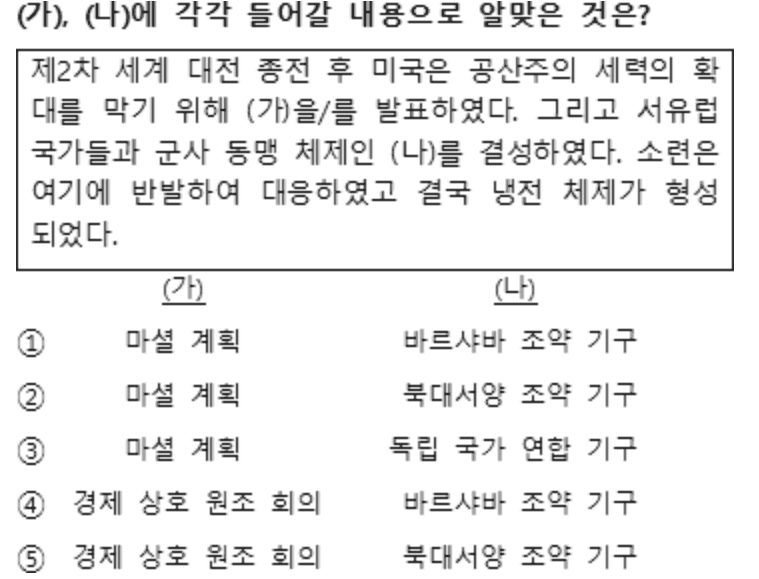 (가), (나)에 각각 들어갈 내용으로 알맞은 것은?
제2차 세계 대전 종전 후 미국은 공산주의 세력의 확
대를 막기 위해 (가)을/를 발표하였다. 그리고 서유럽
국가들과 군사 동맹 체제인 (나)를 결성하였다. 소련은
여기에 반발하여 대응하였고 결국 냉전 체제가 형성
되었다.
(가) (나)
① 마셜 계획 바르샤바 조약 기구
② 마셜 계획 북대서양 조약 기구
③ 마셜 계획 독립 국가 연합 기구
④ 경제 상호 원조 회의 바르샤바 조약 기구
⑤ 경제 상호 원조 회의 북대서양 조약 기구